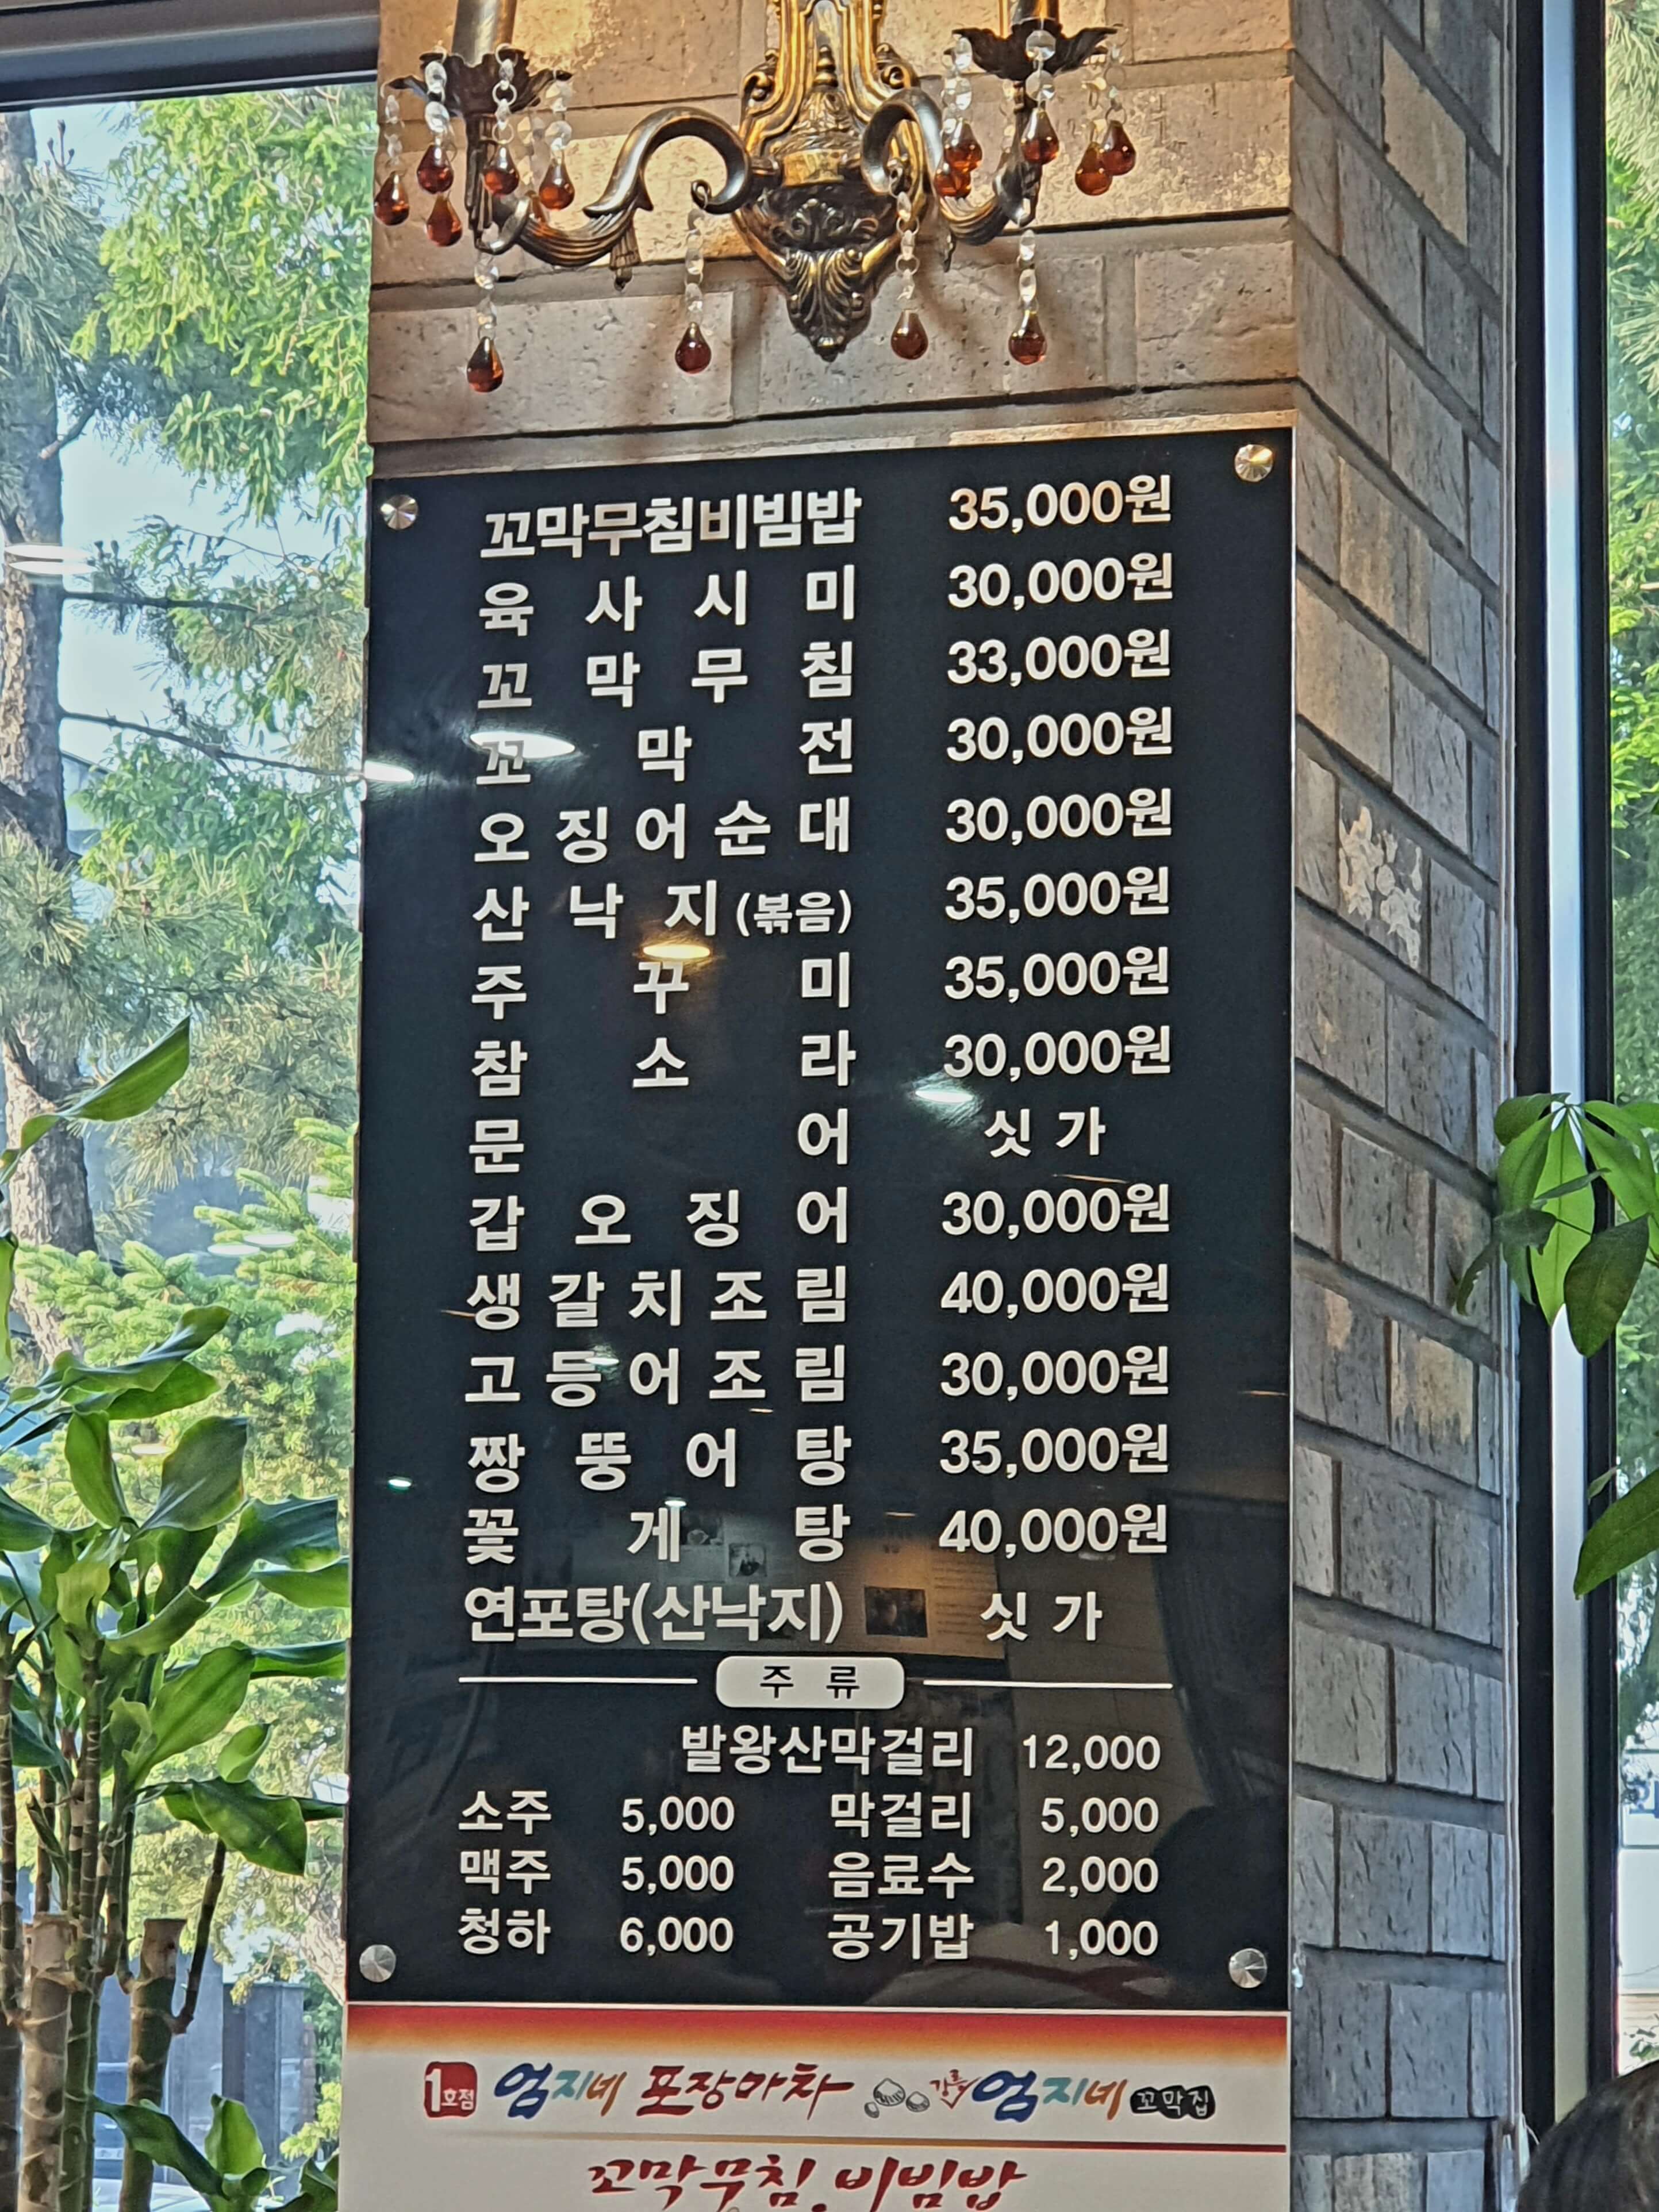 꼬막무침비빔밥 35,000원
육사시미 30,000원
꼬막무침 33,000원
꼬막전 30,000원
오징어순대 30,000원
산낙지(볶음) 35,000원
주꾸미 35,000원
참소라 30,000원
문어 싯가
갑오징어 30,000원
생갈치조림 40,000원
고등어조림 30,000원
짱뚱어탕 35,000원
꽃게탕 40,000원
연포탕(산낙지) 싯가
주류
발왕산막걸리 12,000
소주 5,000 막걸리 5,000
맥주 5,000 음료수 2,000
청하 6,000 공기밥 1,000
1호점 엄지네 포장마차 강릉 엄지네 꼬막집
꼬막무침.비빔밥